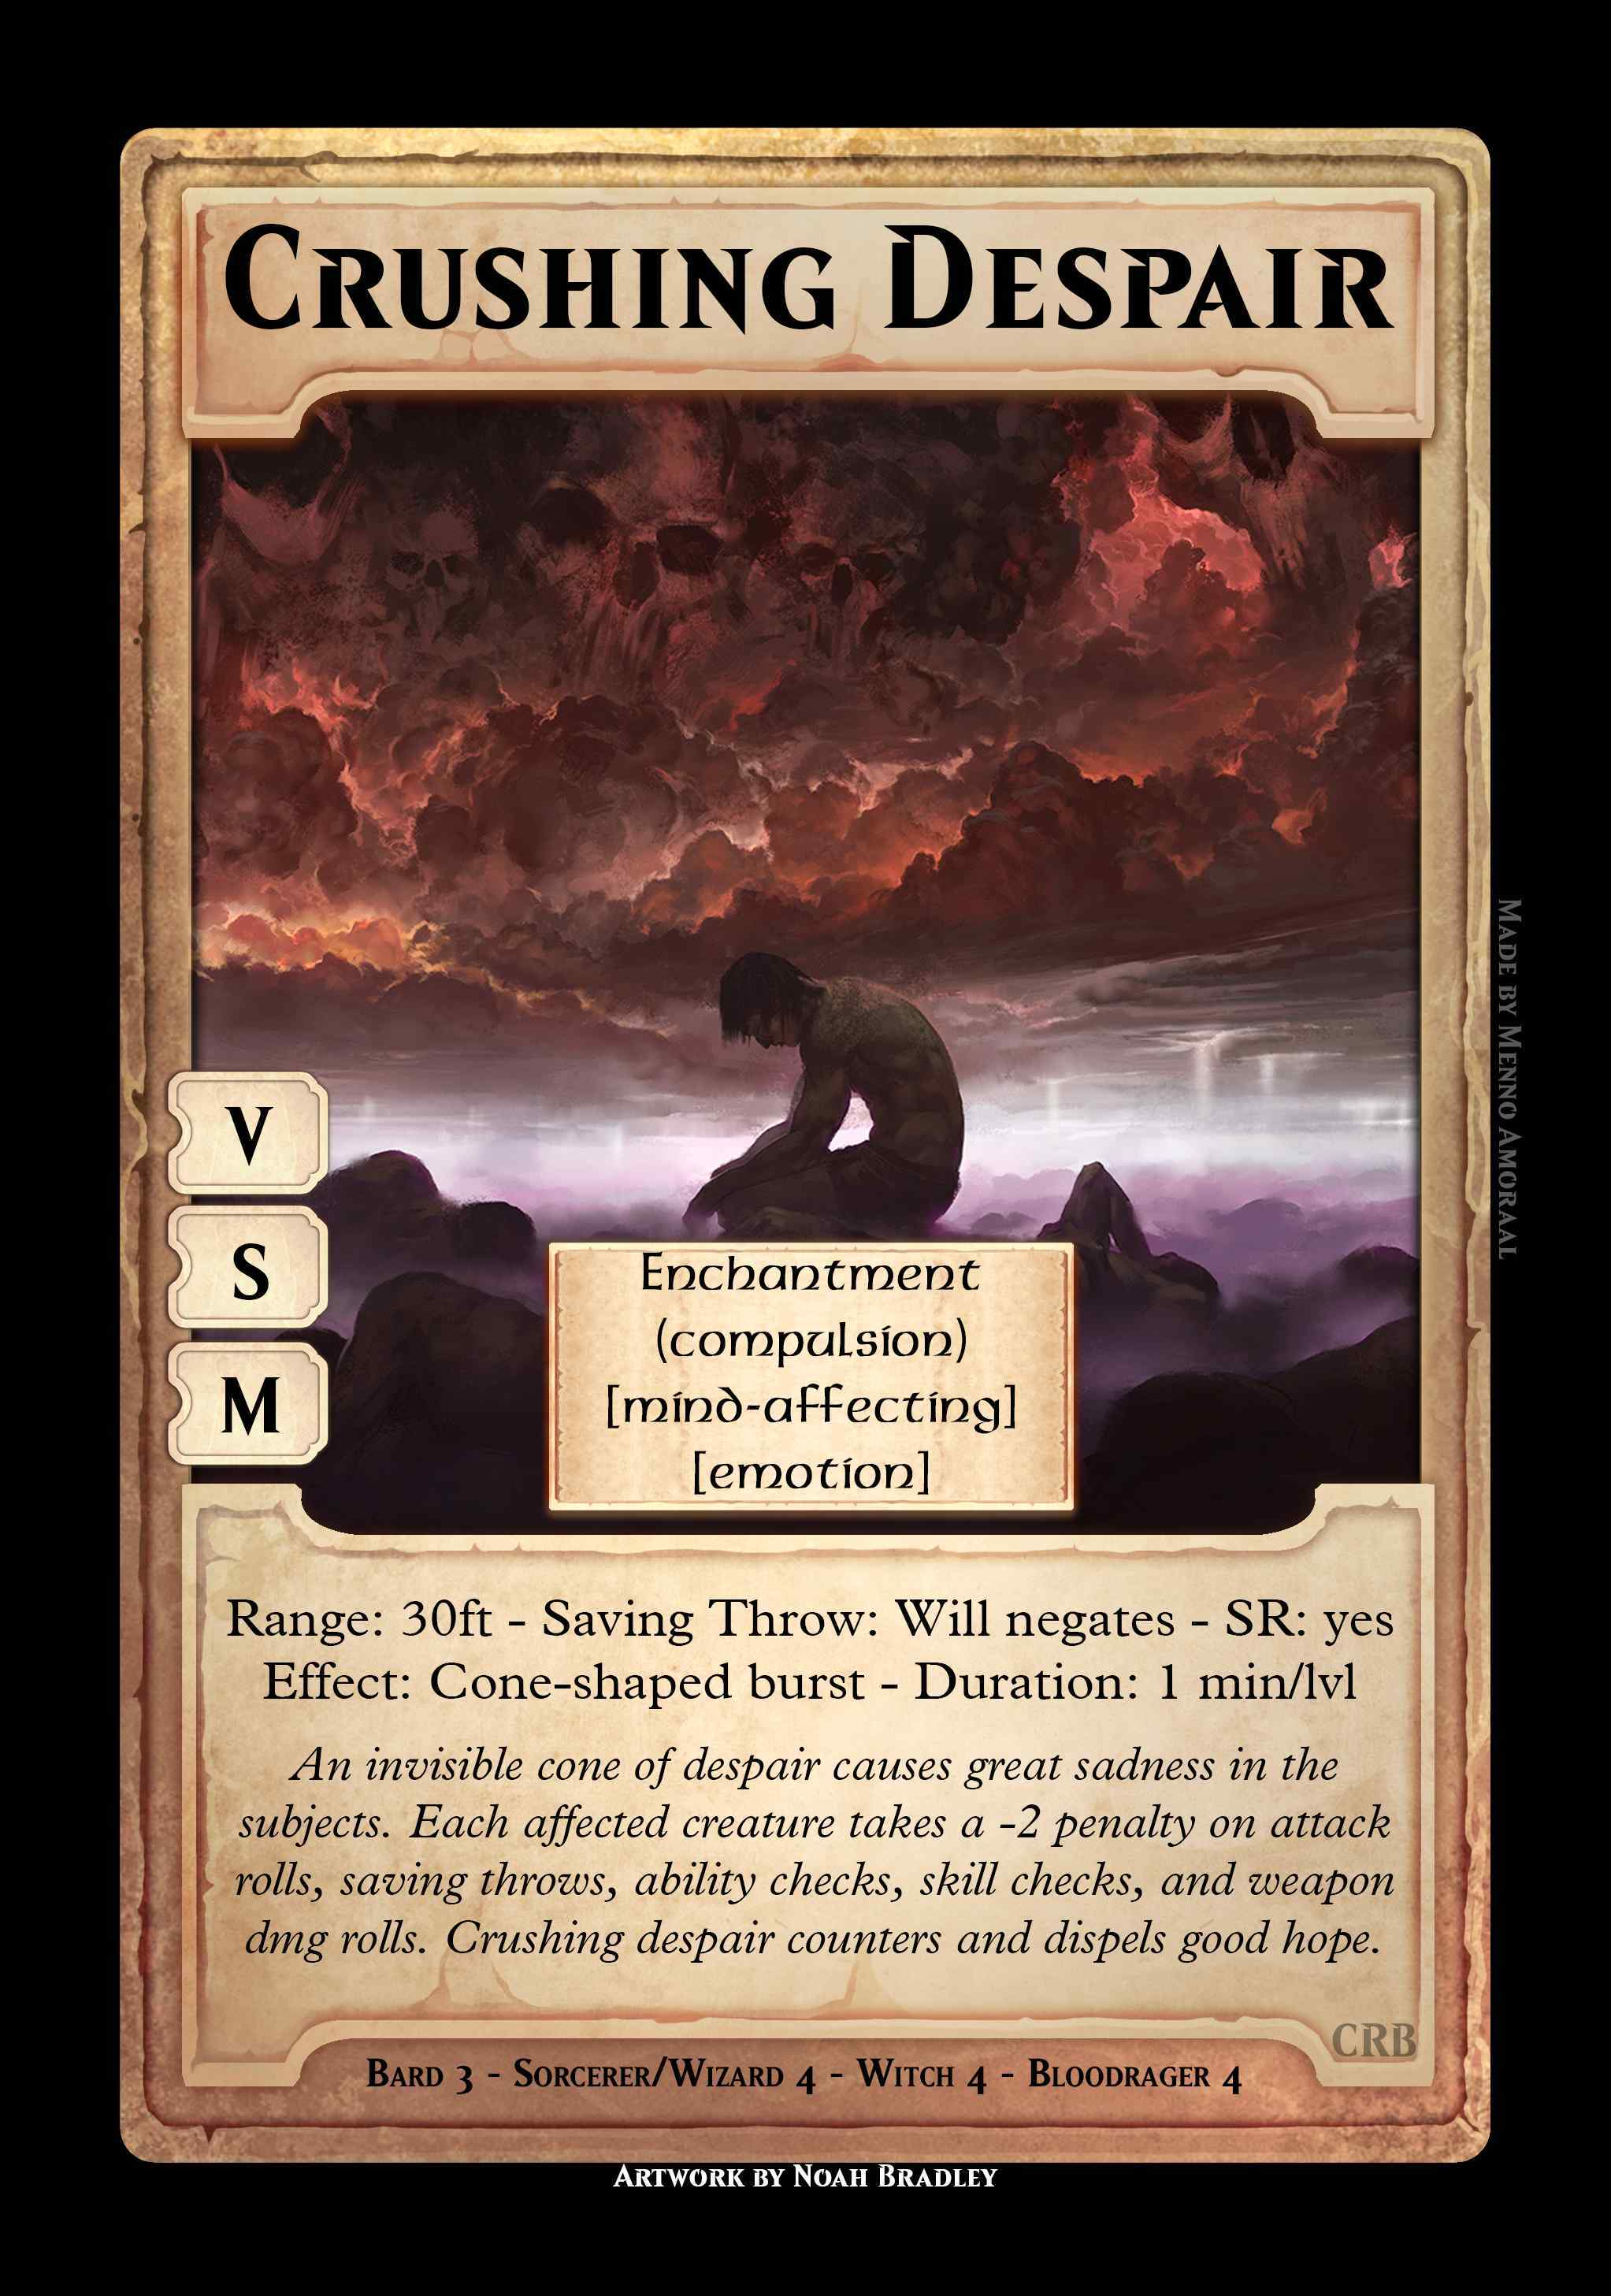 Crushing Despair
V
S
M
Enchantment
(compulsion)
[mind-affecting]
[emotion]
Range: 30ft - Saving Throw: Will negates - SR: yes
Effect: Cone-shaped burst - Duration: 1 min/lvl
An invisible cone of despair causes great sadness in the
subjects. Each affected creature takes a -2 penalty on attack
rolls, saving throws, ability checks, skill checks, and weapon
dmg rolls. Crushing despair counters and dispels good hope.
CRB
Bard 3 - Sorcerer/Wizard 4 - Witch 4 - Bloodrager 4
Artwork by Noah Bradley
Made by Menno Amoraal